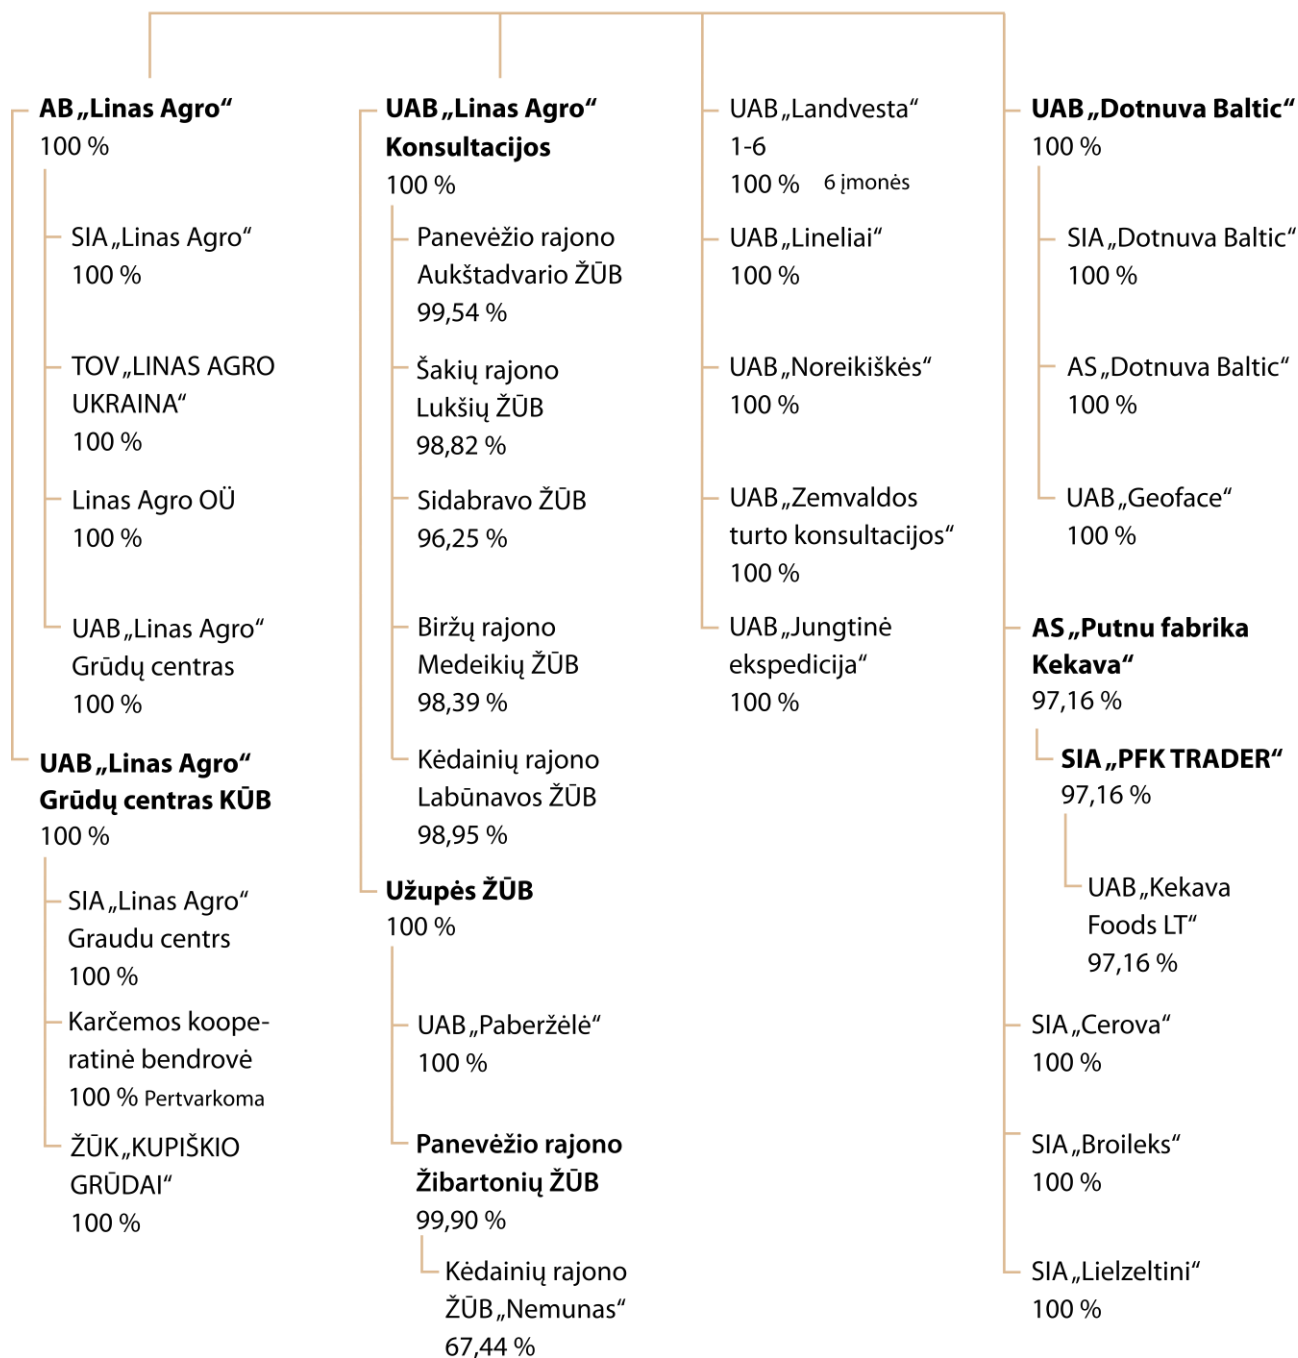 AB „Linas Agro“
100 %
SIA „Linas Agro“
100 %
TOV „LINAS AGRO
UKRAINA“
100 %
Linas Agro OÜ
100 %
UAB „Linas Agro“
Grūdų centras
100 %
UAB „Linas Agro“
Grūdų centras KŪB
100 %
SIA „Linas Agro“
Graudu centrs
100 %
Karčemos koope-
ratinė bendrovė
100 % Pertvarkoma
ŽŪK „KUPIŠKIO
GRŪDAI“
100 %
UAB „Linas Agro“
Konsultacijos
100 %
Panevėžio rajono
Aukštadvario ŽŪB
99,54 %
Šakių rajono
Lukšių ŽŪB
98,82 %
Sidabravo ŽŪB
96,25 %
Biržų rajono
Medeikių ŽŪB
98,39 %
Kėdainių rajono
Labūnavos ŽŪB
98,95 %
Užupės ŽŪB
100 %
UAB „Paberžėlė“
100 %
Panevėžio rajono
Žibartonių ŽŪB
99,90 %
Kėdainių rajono
ŽŪB „Nemunas“
67,44 %
UAB „Landvesta“
1-6
100 % 6 įmonės
UAB „Lineliai“
100 %
UAB „Noreikiškės“
100 %
UAB „Zemvaldos
turto konsultacijos“
100 %
UAB „Jungtinė
ekspedicija“
100 %
UAB „Dotnuva Baltic“
100 %
SIA „Dotnuva Baltic“
100 %
AS „Dotnuva Baltic“
100 %
UAB „Geoface“
100 %
AS „Putnu fabrika
Kekava“
97,16 %
SIA „PFK TRADER“
97,16 %
UAB „Kekava
Foods LT“
97,16 %
SIA „Cerova“
100 %
SIA „Broileks“
100 %
SIA „Lielzeltini“
100 %